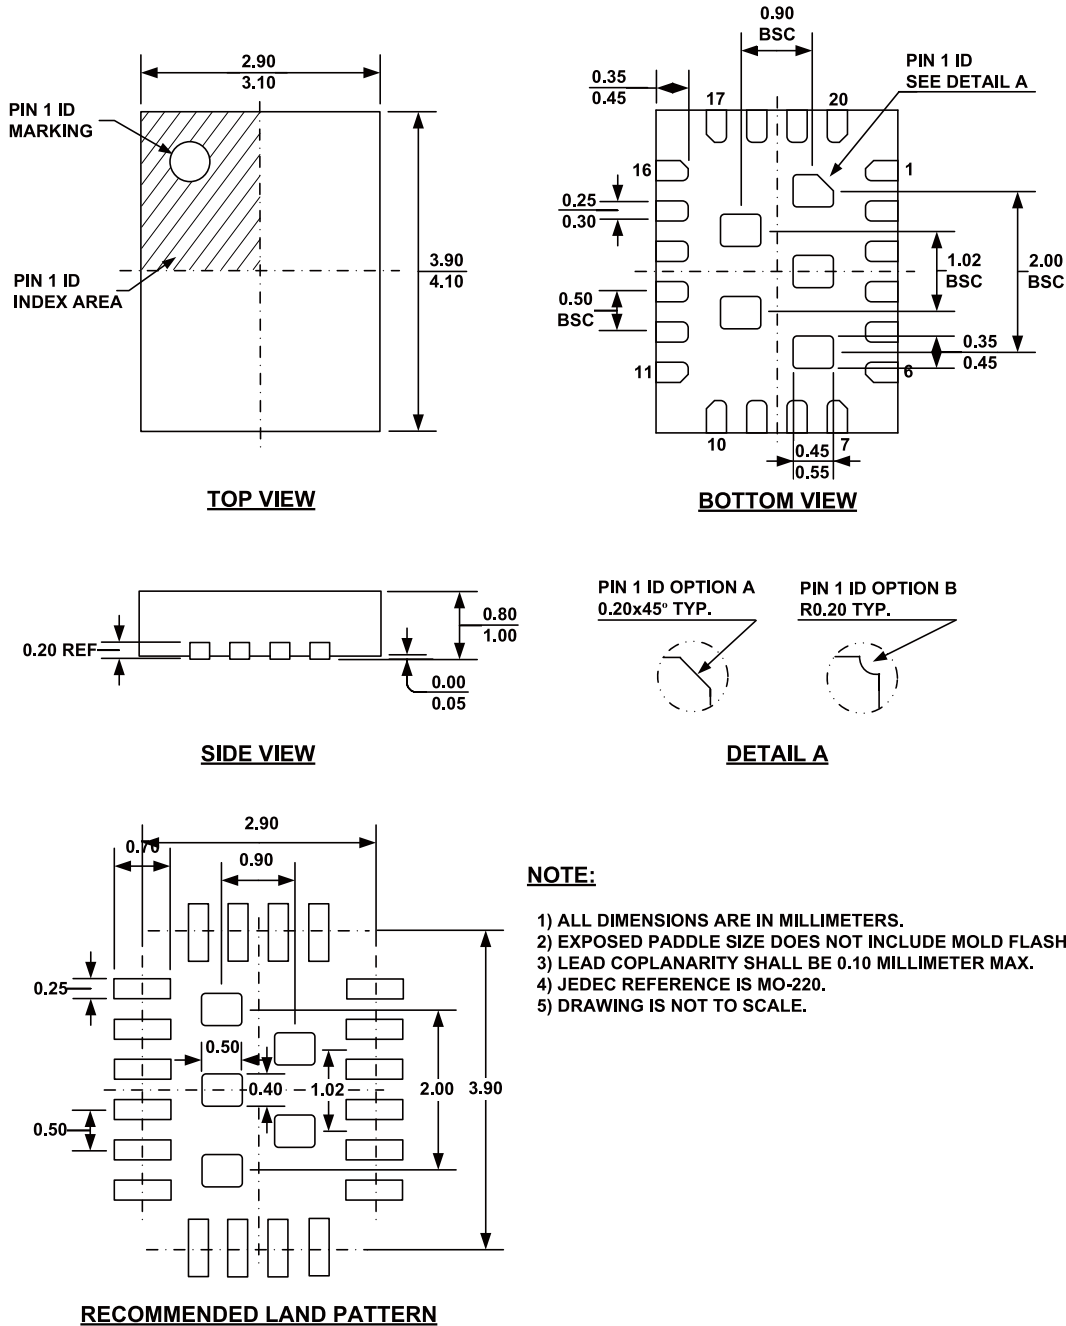 2.90
3.10
PIN 1 ID
MARKING
PIN 1 ID
INDEX AREA
3.90
4.10
TOP VIEW
0.90
BSC
PIN 1 ID
SEE DETAIL A
0.35
0.45
17
20
16
1
0.25
0.30
1.02
BSC
2.00
BSC
0.50
BSC
0.35
0.45
11
6
10
7
0.45
0.55
BOTTOM VIEW
0.20 REF
0.80
1.00
0.00
0.05
SIDE VIEW
PIN 1 ID OPTION A
0.20x45° TYP.
PIN 1 ID OPTION B
R0.20 TYP.
DETAIL A
2.90
0.70
0.90
0.25
0.50
0.40
1.02
2.00
3.90
0.50
RECOMMENDED LAND PATTERN
NOTE:
1) ALL DIMENSIONS ARE IN MILLIMETERS.
2) EXPOSED PADDLE SIZE DOES NOT INCLUDE MOLD FLASH
3) LEAD COPLANARITY SHALL BE 0.10 MILLIMETER MAX.
4) JEDEC REFERENCE IS MO-220.
5) DRAWING IS NOT TO SCALE.